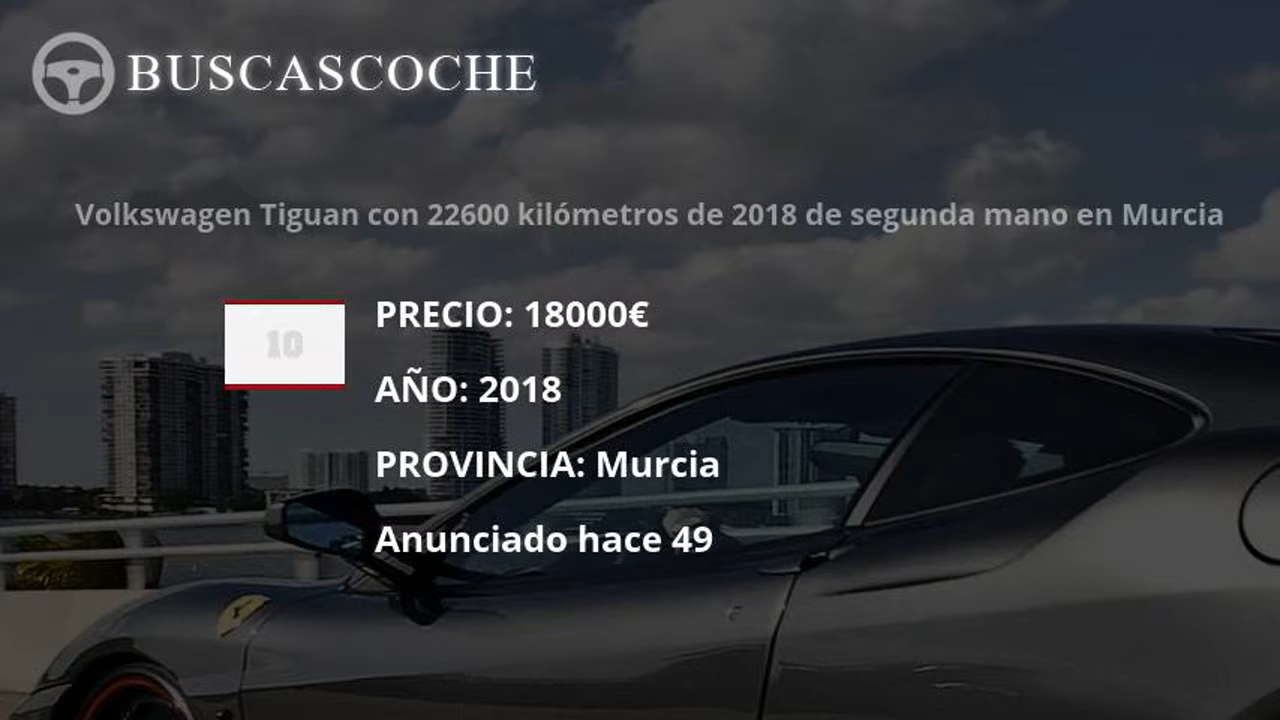 BUSCASCOCHE
Volkswagen Tiguan con 22600 kilómetros de 2018 de segunda mano en Murcia
10
PRECIO: 18000€
AÑO: 2018
PROVINCIA: Murcia
Anunciado hace 49